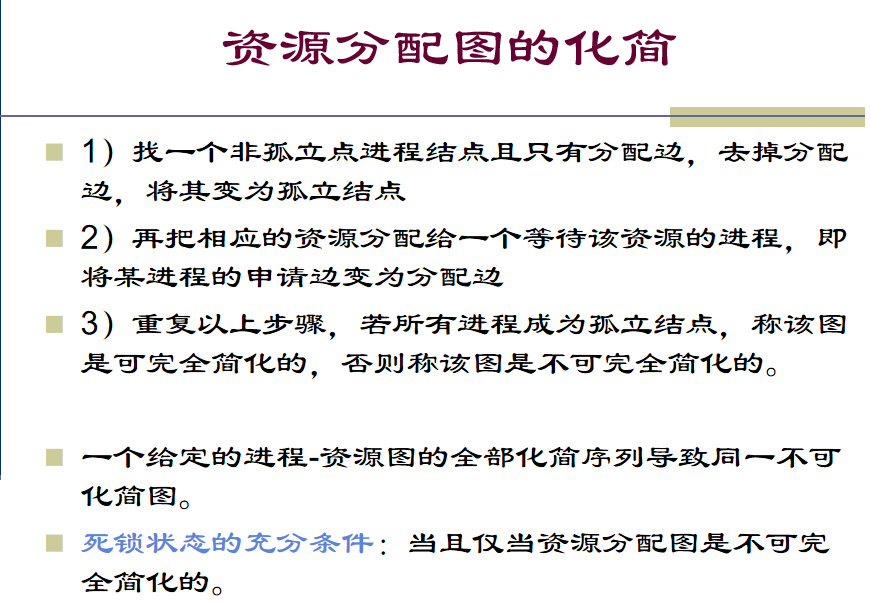 资源分配图的化简
1）找一个非孤立点进程结点且只有分配边，去掉分配
边，将其变为孤立结点
2）再把相应的资源分配给一个等待该资源的进程，即
将某进程的申请边变为分配边
3）重复以上步骤，若所有进程成为孤立结点，称该图
是可完全简化的，否则称该图是不可完全简化的。
一个给定的进程-资源图的全部化简序列导致同一不可
化简图。
死锁状态的充分条件：当且仅当资源分配图是不可完
全简化的。